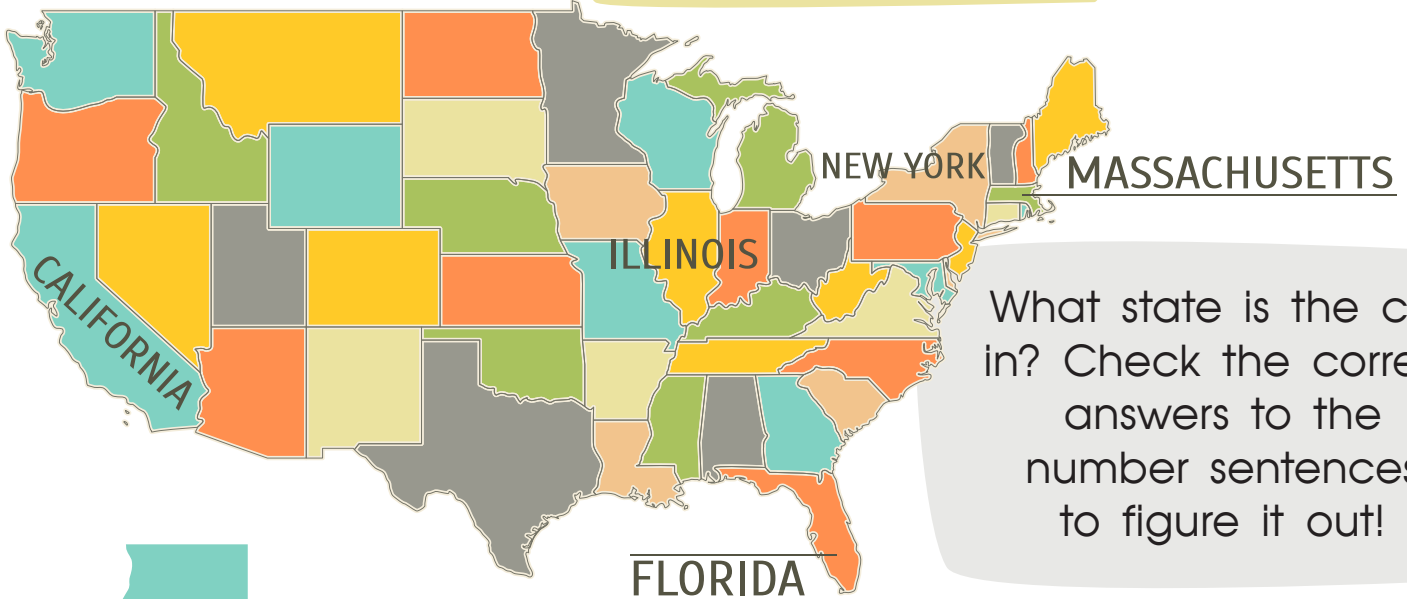 NEW YORK
MASSACHUSETTS
ILLINOIS
CALIFORNIA
FLORIDA
What state is the
in? Check the
answers to the
number sentences
to figure it out!